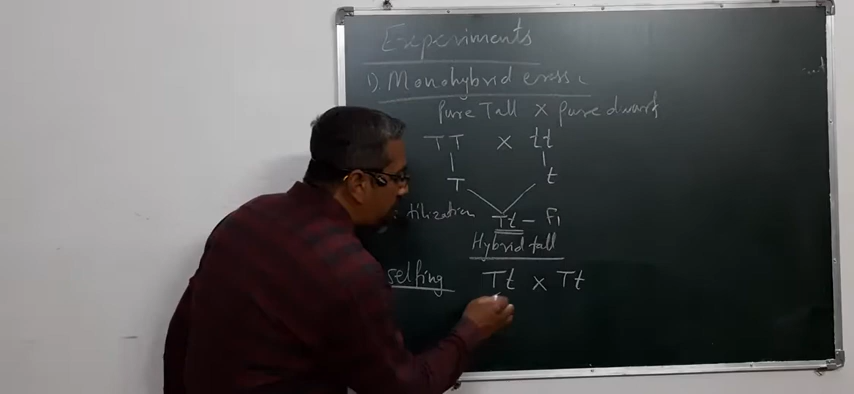 Experiments
1). Monohybrid cross
Pure Tall X Pure dwarf
TT X tt
T t
tilization Tt - F1
Hybrid tall
selfing Tt X Tt